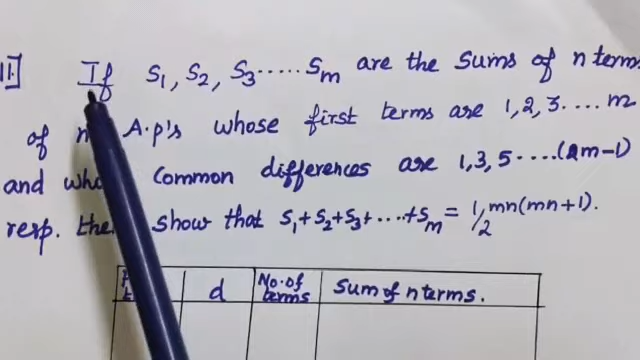 11.] If S1, S2, S3.....Sm are the sums of n terms
of A.p's whose first terms are 1,2,3....m
and common differences are 1,3,5....(2m-1)
resp. show that S1+S2+S3+....+Sm = 1/2 mn(mn+1).
d No.of terms Sum of n terms.